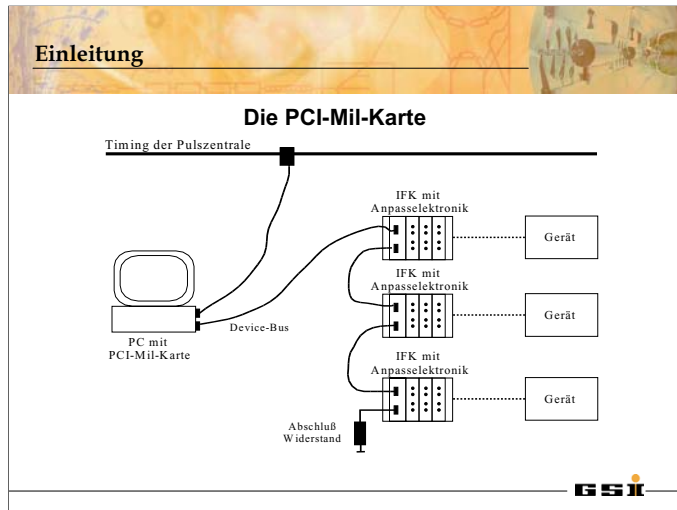 Einleitung
Die PCI-Mil-Karte
Timing der Pulszentrale
IFK mit
Anpasselektronik
Gerät
IFK mit
Anpasselektronik
Gerät
Device-Bus
PC mit
PCI-Mil-Karte
IFK mit
Anpasselektronik
Gerät
Abschluß
Widerstand
GSI